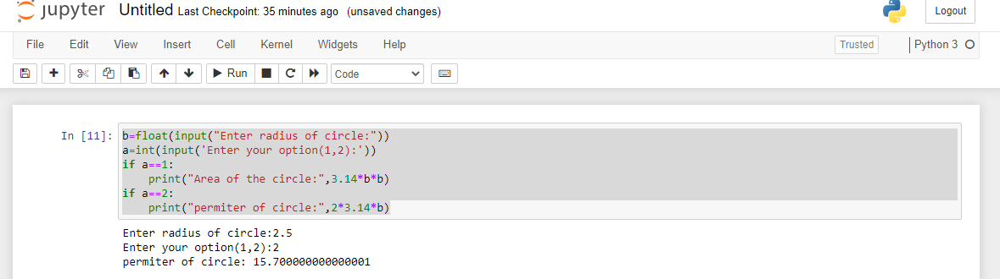 jupyter Untitled Last Checkpoint: 35 minutes ago (unsaved changes) Logout
File Edit View Insert Cell Kernel Widgets Help Trusted Python 3
Run Code
In [11]: b=float(input("Enter radius of circle:"))
a=int(input('Enter your option(1,2):'))
if a==1:
    print("Area of the circle:",3.14*b*b)
if a==2:
    print("permiter of circle:",2*3.14*b)
Enter radius of circle:2.5
Enter your option(1,2):2
permiter of circle: 15.700000000000001